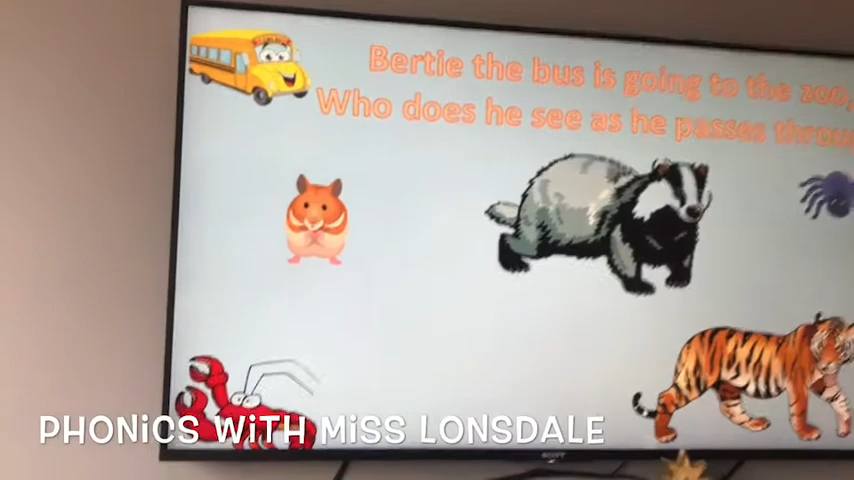 Bertie the bus is going to the zoo,
Who does he see as he passes
PHONiCS WiTH MiSS LONSDALE
SONY